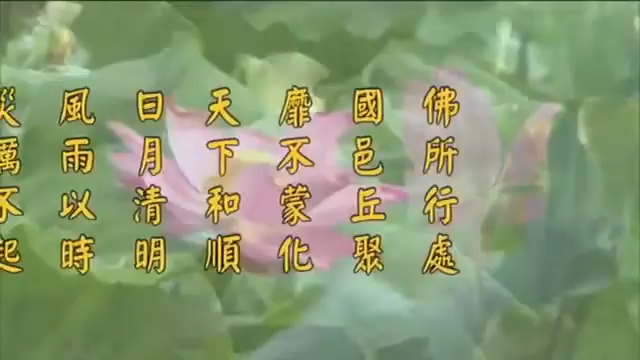 佛所行處
國邑丘聚
靡不蒙化
天下和順
日月清明
風雨以時
災厲不起